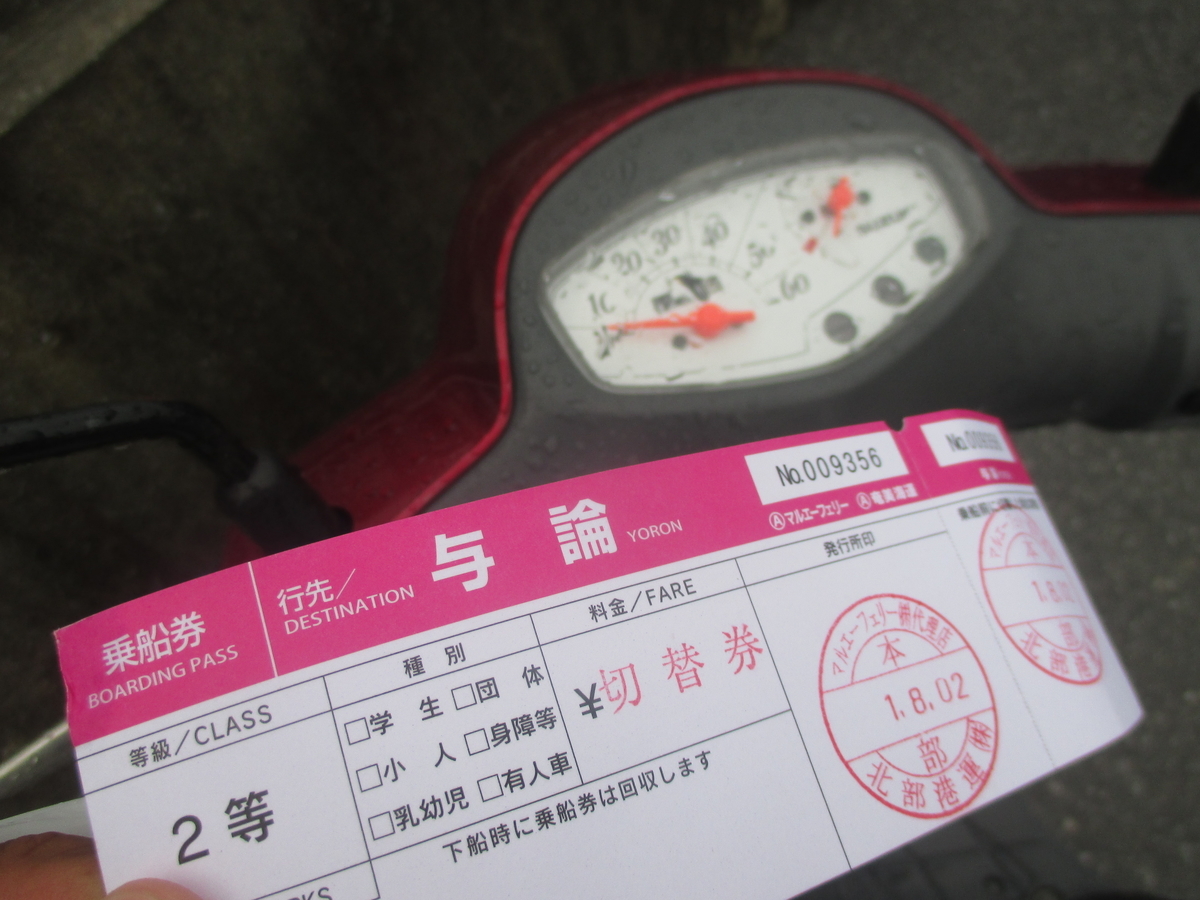 10
20
30
40
60
乗船券
BOARDING PASS
行先/
DESTINATION
与論 YORON
No.009356
Ⓐマルエーフェリー Ⓐ奄美海運
等級/CLASS
2等
種別
□学生 □団体
□小人 □身障等
□乳幼児 □有人車
料金/FARE
¥切替券
下船時に乗船券は回収します
発行所印
マルエーフェリー㈱代理店
本
1.8.02
部
北部港運㈱
No.
1.8.02